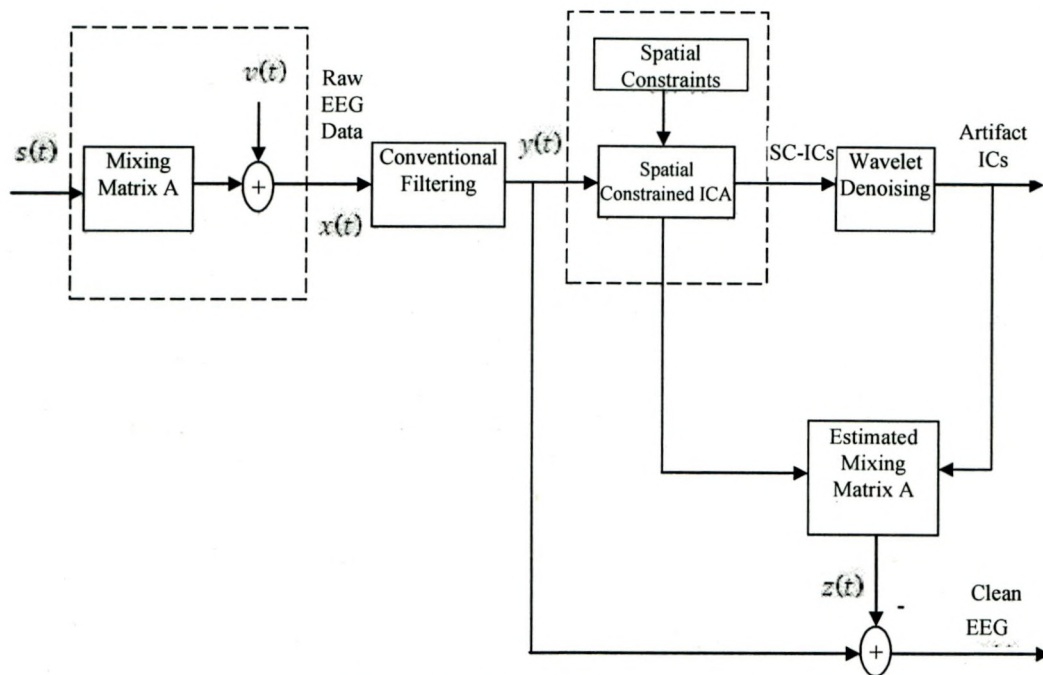 Spatial
Constraints
v(t)
Raw
EEG
Data
s(t)
Mixing
Matrix A
+
x(t)
Conventional
Filtering
y(t)
Spatial
Constrained ICA
SC-ICs
Wavelet
Denoising
Artifact
ICs
Estimated
Mixing
Matrix A
z(t)
-
+
Clean
EEG